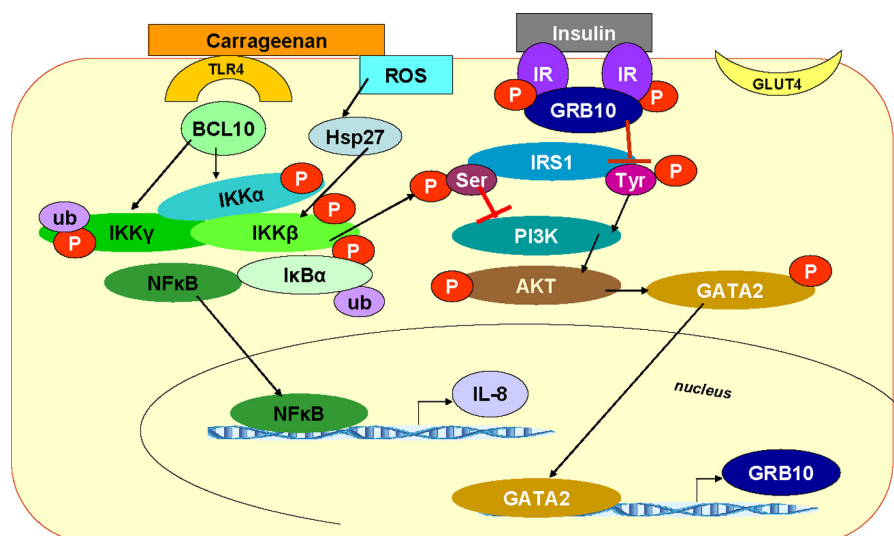 Carrageenan
Insulin
TLR4
ROS
IR
IR
GLUT4
P
GRB10
P
BCL10
Hsp27
IRS1
P
IKKα
P
Ser
Tyr
P
ub
P
P
IKKγ
IKKβ
PI3K
P
IκBα
NFκB
ub
P
AKT
GATA2
P
nucleus
IL-8
NFκB
GRB10
GATA2